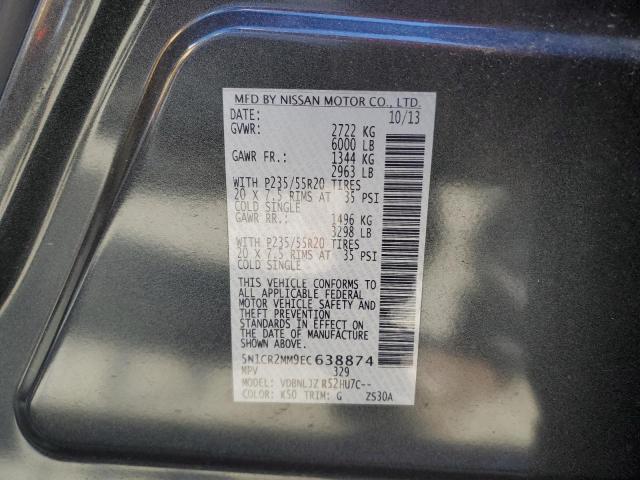 MFD BY NISSAN MOTOR CO., LTD.
DATE: 10/13
GVWR: 2722 KG
6000 LB
GAWR FR.: 1344 KG
2963 LB
WITH P235/55R20 TIRES
20 X 7.5 RIMS AT 35 PSI
COLD SINGLE
GAWR RR.: 1496 KG
3298 LB
WITH P235/55R20 TIRES
20 X 7.5 RIMS AT 35 PSI
COLD SINGLE
THIS VEHICLE CONFORMS TO
ALL APPLICABLE FEDERAL
MOTOR VEHICLE SAFETY AND
THEFT PREVENTION
STANDARDS IN EFFECT ON
THE DATE OF MANUFACTURE
SHOWN ABOVE.
5N1CR2MM9EC638874
MPV 329
MODEL: VDBNLJZ RS2HU7C--
COLOR: K50 TRIM: G ZS30A